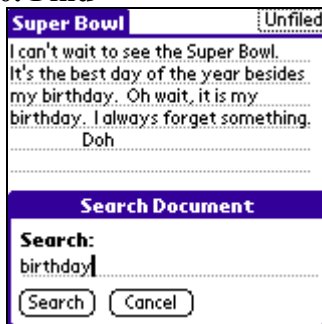 Super Bowl Unfiled
I can't wait to see the Super Bowl.
It's the best day of the year besides
my birthday. Oh wait, it is my
birthday. I always forget something.
Doh
Search Document
Search:
birthday
Search Cancel